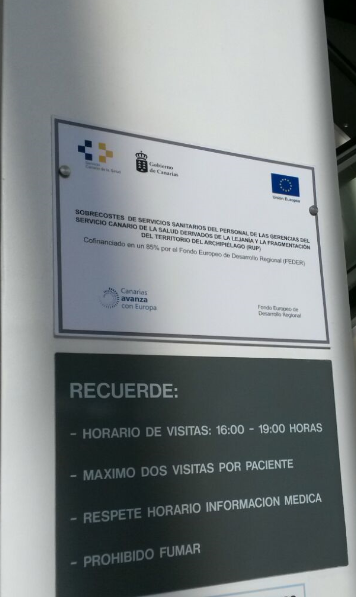 Servicio
Canario de la Salud
Gobierno
de Canarias
Unión Europea
SOBRECOSTES DE SERVICIOS SANITARIOS DEL PERSONAL DE LAS GERENCIAS DEL
SERVICIO CANARIO DE LA SALUD DERIVADOS DE LA LEJANÍA Y LA FRAGMENTACIÓN
DEL TERRITORIO DEL ARCHIPIÉLAGO (RUP)
Cofinanciado en un 85% por el Fondo Europeo de Desarrollo Regional (FEDER)
Canarias
avanza
con Europa
Fondo Europeo de
Desarrollo Regional
RECUERDE:
- HORARIO DE VISITAS: 16:00 - 19:00 HORAS
- MAXIMO DOS VISITAS POR PACIENTE
- RESPETE HORARIO INFORMACION MEDICA
- PROHIBIDO FUMAR